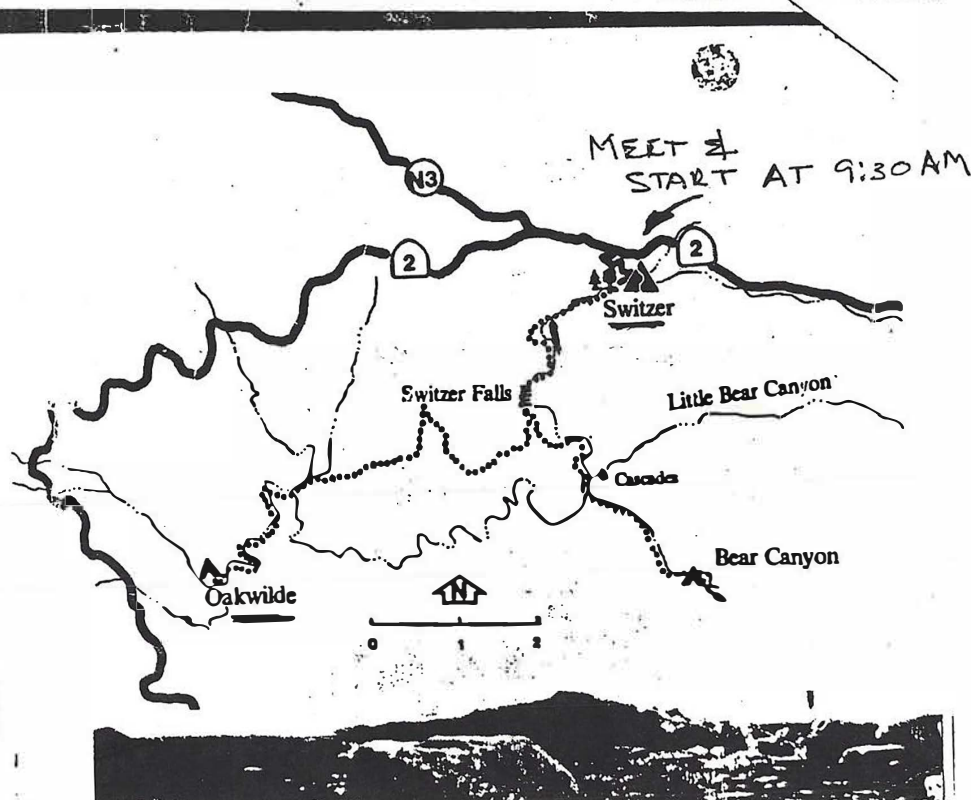 MEET &
START AT 9:30 AM
N3
2
2
Switzer
Switzer Falls
Little Bear Canyon
Cascades
Bear Canyon
Oakwilde
N
0 1 2